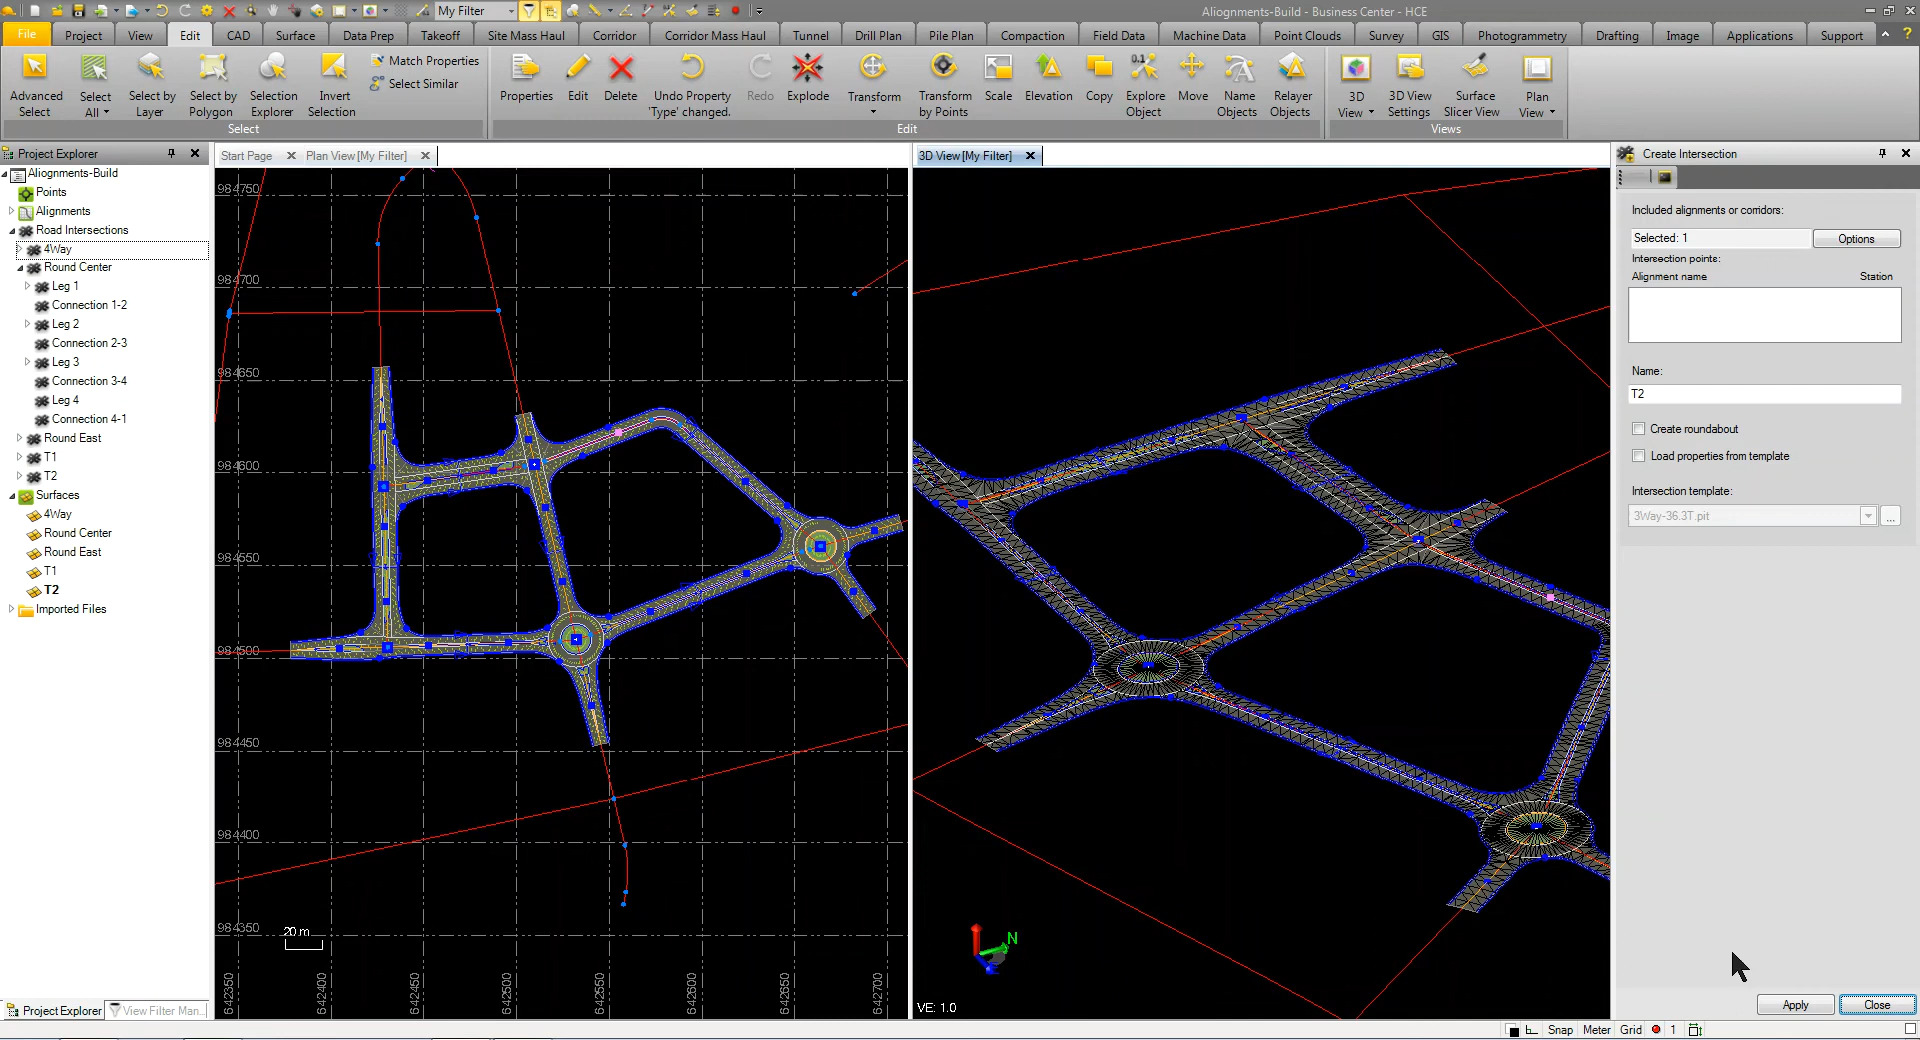 My Filter
Aliognments-Build - Business Center - HCE
File
Project
View
Edit
CAD
Surface
Data Prep
Takeoff
Site Mass Haul
Corridor
Corridor Mass Haul
Tunnel
Drill Plan
Pile Plan
Compaction
Field Data
Machine Data
Point Clouds
Survey
GIS
Photogrammetry
Drafting
Image
Applications
Support
Advanced Select
Select All
Select by Layer
Select by Polygon
Selection Explorer
Invert Selection
Match Properties
Select Similar
Properties
Edit
Delete
Undo Property 'Type' changed.
Redo
Explode
Transform
Transform by Points
Scale
Elevation
Copy
Explore Object
Move
Name Objects
Relayer Objects
3D View
3D View Settings
Surface Slicer View
Plan View
Select
Edit
Views
Project Explorer
Aliognments-Build
Points
Alignments
Road Intersections
4Way
Round Center
Leg 1
Connection 1-2
Leg 2
Connection 2-3
Leg 3
Connection 3-4
Leg 4
Connection 4-1
Round East
T1
T2
Surfaces
4Way
Round Center
Round East
T1
T2
Imported Files
Project Explorer
View Filter Man...
Start Page
Plan View [My Filter]
984750
984700
984650
984600
984550
984500
984450
984400
984350
20 m
642350
642400
642450
642500
642550
642600
642650
642700
3D View [My Filter]
N
VE: 1.0
Create Intersection
Included alignments or corridors:
Selected: 1
Options
Intersection points:
Alignment name
Station
Name:
T2
Create roundabout
Load properties from template
Intersection template:
3Way-36.3T.pit
...
Apply
Close
Snap
Meter
Grid
1